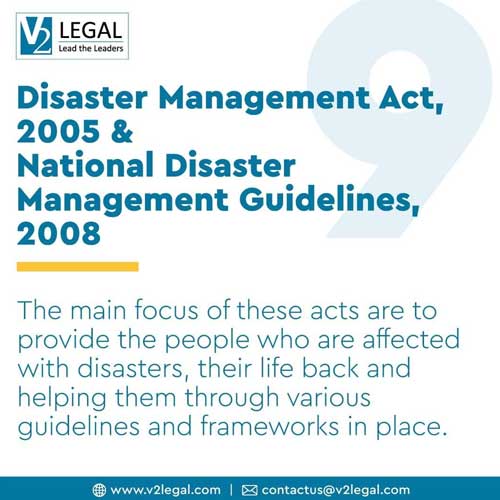 V2 LEGAL
Lead the Leaders
9
Disaster Management Act,
2005 &
National Disaster
Management Guidelines,
2008
The main focus of these acts are to
provide the people who are affected
with disasters, their life back and
helping them through various
guidelines and frameworks in place.
www.v2legal.com | contactus@v2legal.com